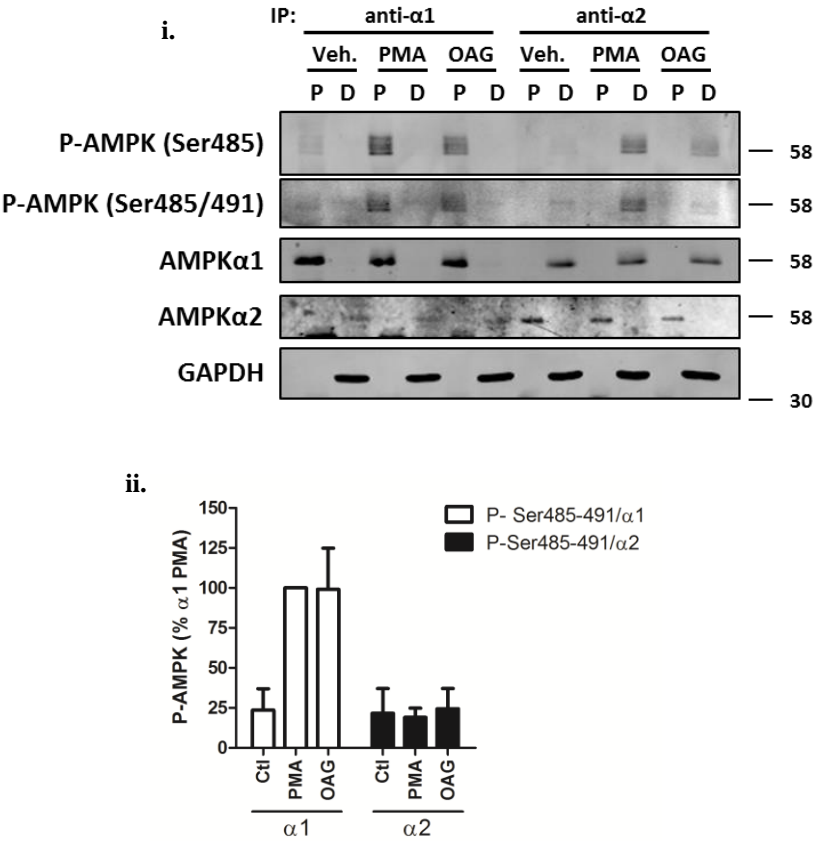 i.
IP: anti-α1 anti-α2
Veh. PMA OAG Veh. PMA OAG
P D P D P D P D P D P D
P-AMPK (Ser485) 58
P-AMPK (Ser485/491) 58
AMPKα1 58
AMPKα2 58
GAPDH
30
ii.
P-AMPK (% α1 PMA)
150
125
100
75
50
25
0
P- Ser485-491/α1
P-Ser485-491/α2
Ctl PMA OAG Ctl PMA OAG
α1 α2